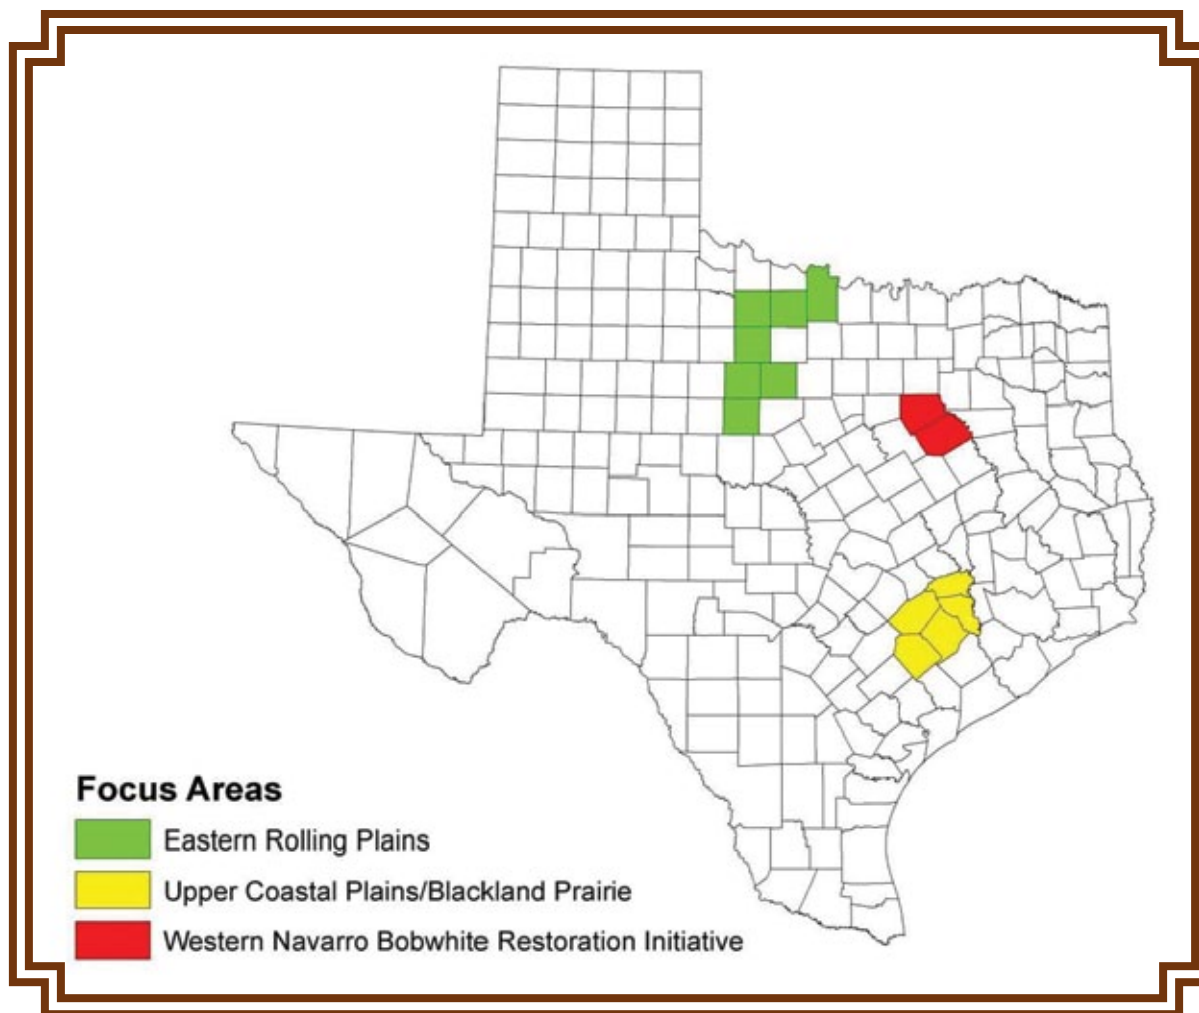 Focus Areas
Eastern Rolling Plains
Upper Coastal Plains/Blackland Prairie
Western Navarro Bobwhite Restoration Initiative